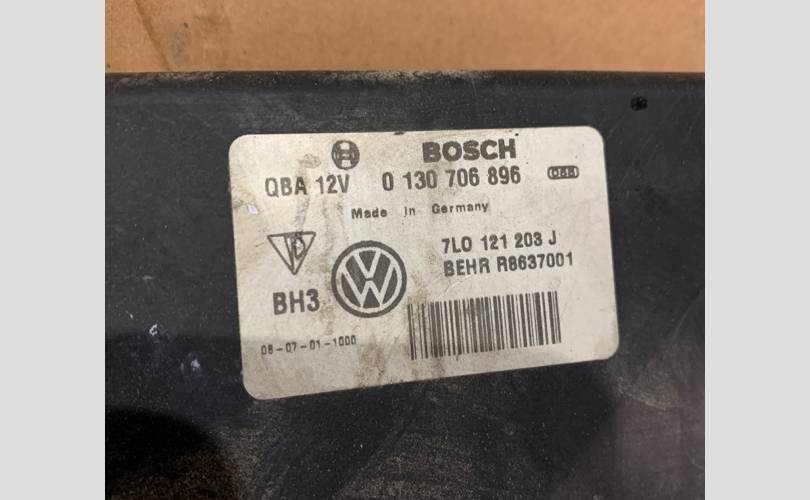 BOSCH
QBA 12V 0 130 706 896
Made in Germany
7L0 121 203 J
BEHR R8637001
BH3
VW
08-07-01-1000